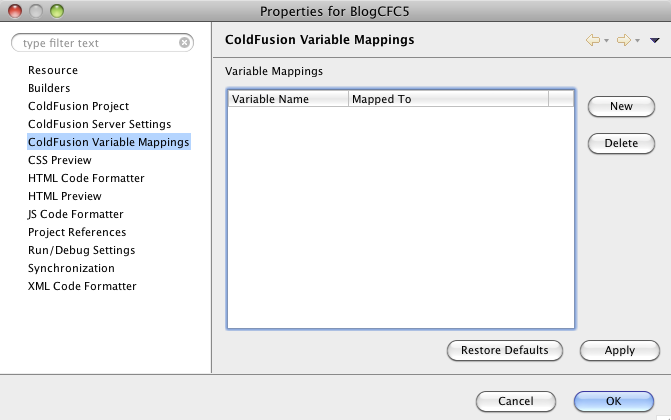 Properties for BlogCFC5
type filter text
ColdFusion Variable Mappings
Resource
Builders
ColdFusion Project
ColdFusion Server Settings
ColdFusion Variable Mappings
CSS Preview
HTML Code Formatter
HTML Preview
JS Code Formatter
Project References
Run/Debug Settings
Synchronization
XML Code Formatter
Variable Mappings
Variable Name Mapped To
New
Delete
Restore Defaults Apply
Cancel OK